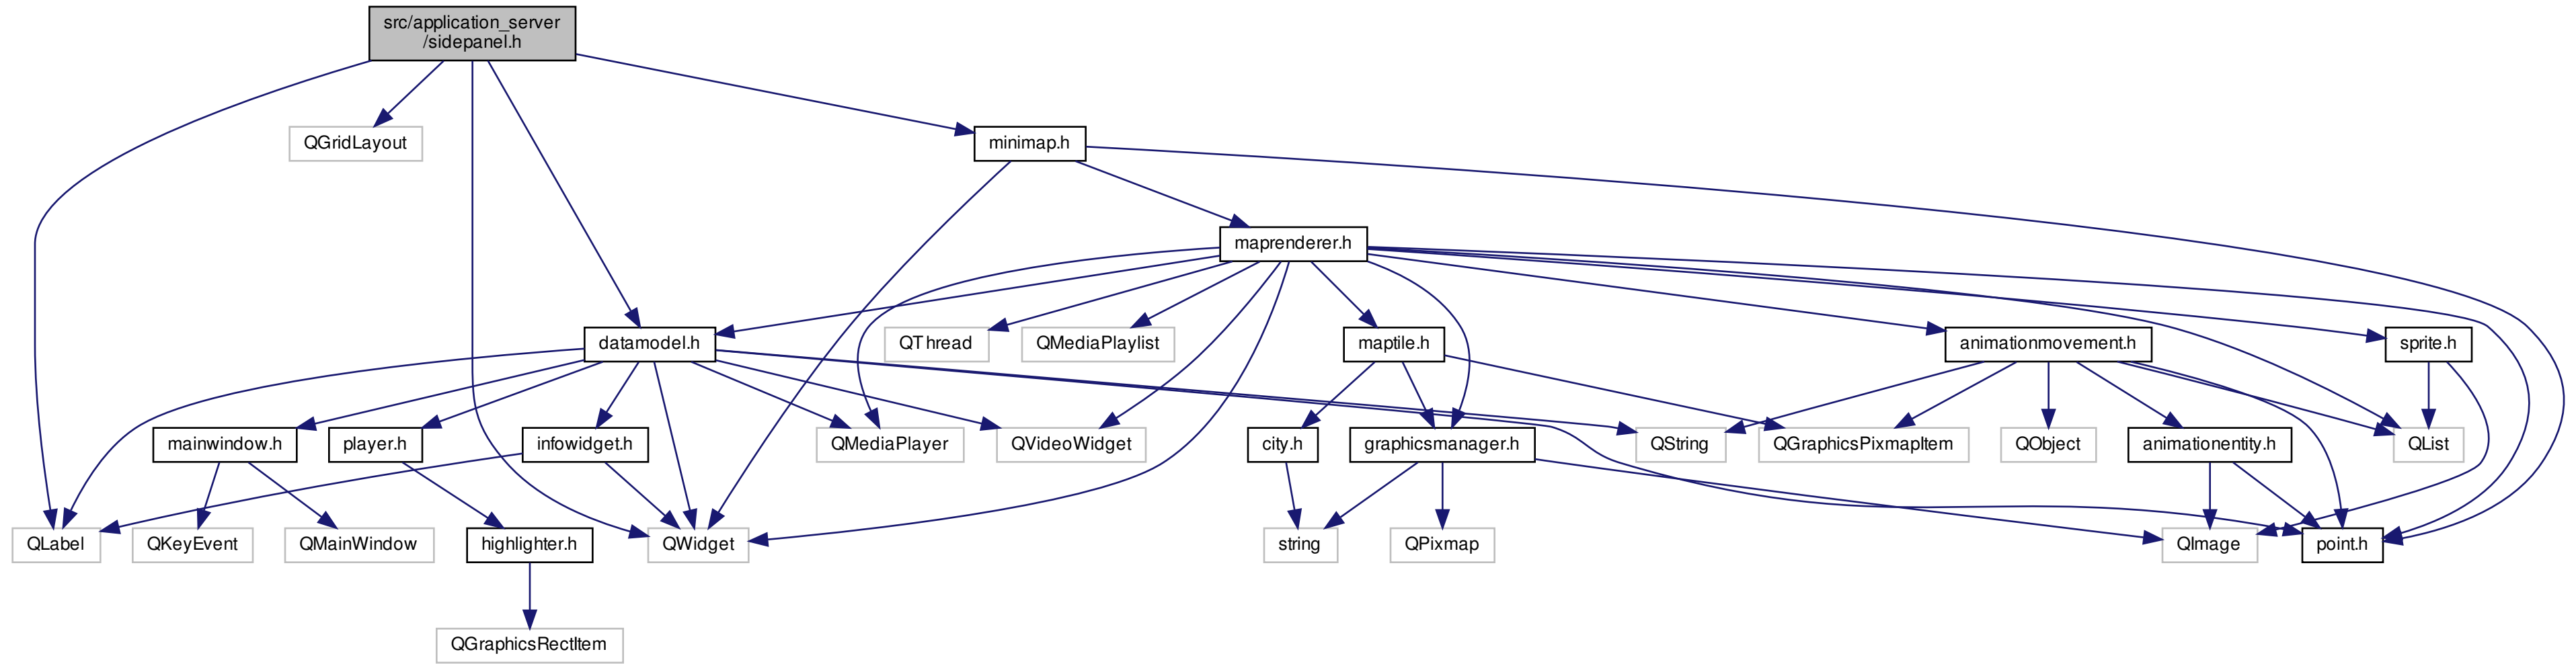 src/application_server
/sidepanel.h
QGridLayout
minimap.h
maprenderer.h
datamodel.h
QThread
QMediaPlaylist
maptile.h
animationmovement.h
sprite.h
mainwindow.h
player.h
infowidget.h
QMediaPlayer
QVideoWidget
city.h
graphicsmanager.h
QString
QGraphicsPixmapItem
QObject
animationentity.h
QList
QLabel
QKeyEvent
QMainWindow
highlighter.h
QWidget
string
QPixmap
QImage
point.h
QGraphicsRectItem